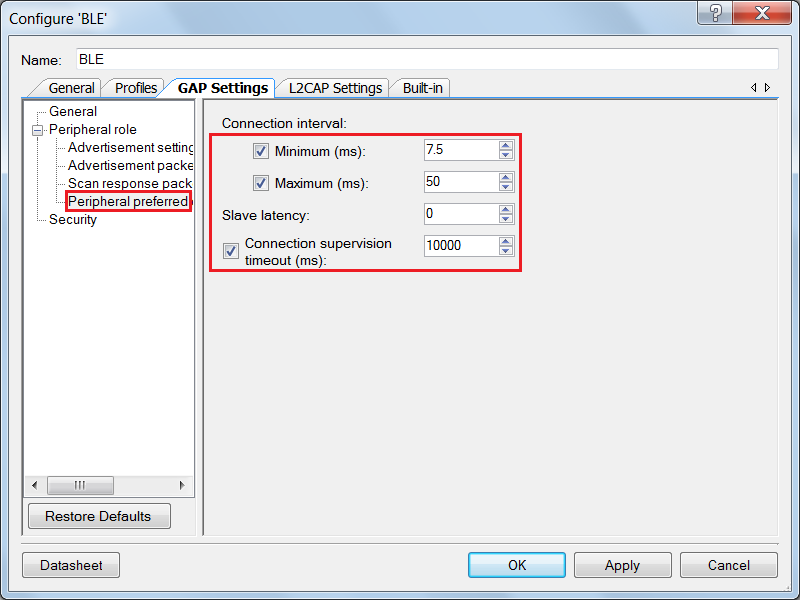 Configure 'BLE'
?
Name: BLE
General Profiles GAP Settings L2CAP Settings Built-in
General
Peripheral role
Advertisement setting
Advertisement packe
Scan response pack
Peripheral preferred
Security
Connection interval:
Minimum (ms): 7.5
Maximum (ms): 50
Slave latency: 0
Connection supervision
timeout (ms): 10000
Restore Defaults
Datasheet OK Apply Cancel